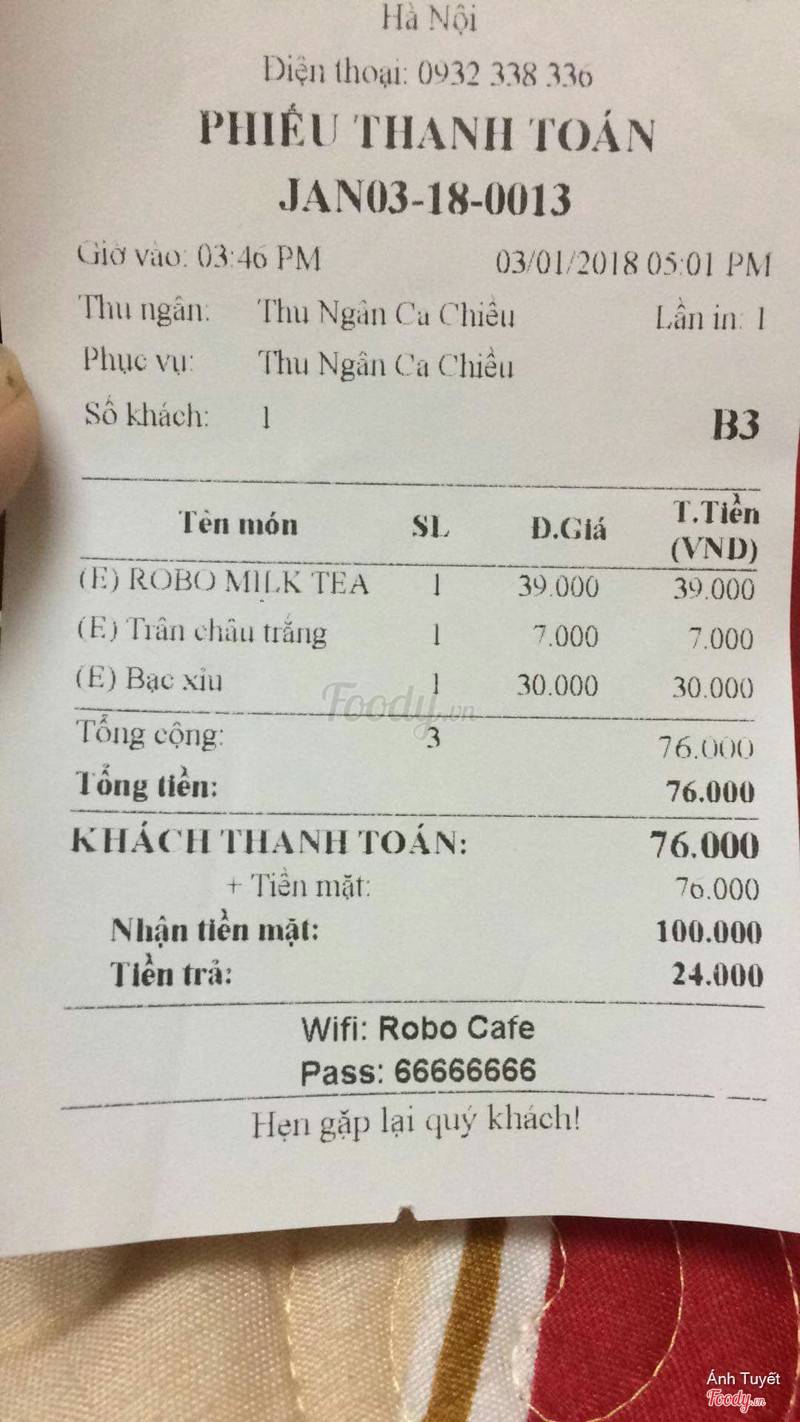 Hà Nội
Điện thoại: 0932 338 336
PHIẾU THANH TOÁN
JAN03-18-0013
Giờ vào: 03:46 PM 03/01/2018 05:01 PM
Thu ngân: Thu Ngân Ca Chiều Lần in: 1
Phục vụ: Thu Ngân Ca Chiều
Số khách: 1 B3
Tên món SL Đ.Giá T.Tiền (VND)
(E) ROBO MILK TEA 1 39.000 39.000
(E) Trân châu trắng 1 7.000 7.000
(E) Bạc xỉu 1 30.000 30.000
Foody.vn
Tổng cộng: 3 76.000
Tổng tiền: 76.000
KHÁCH THANH TOÁN: 76.000
+ Tiền mặt: 76.000
Nhận tiền mặt: 100.000
Tiền trả: 24.000
Wifi: Robo Cafe
Pass: 66666666
Hẹn gặp lại quý khách!
Ánh Tuyết
Foody.vn